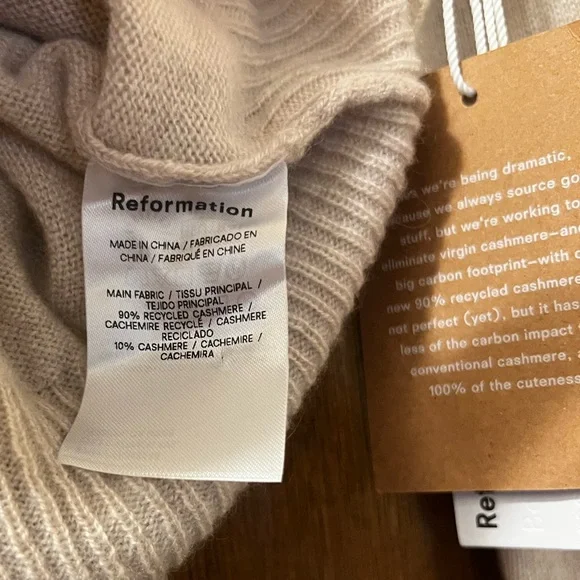 Reformation
MADE IN CHINA / FABRICADO EN
CHINA / FABRIQUÉ EN CHINE
MAIN FABRIC / TISSU PRINCIPAL /
TEJIDO PRINCIPAL
90% RECYCLED CASHMERE /
CACHEMIRE RECYCLÉ / CASHMERE
RECICLADO
10% CASHMERE / CACHEMIRE /
CACHEMIRA
we're being dramatic,
we always source go
stuff, but we're working to
eliminate virgin cashmere—an
big carbon footprint—with o
new 90% recycled cashmere
not perfect (yet), but it has
less of the carbon impact
conventional cashmere,
100% of the cuteness
Ref